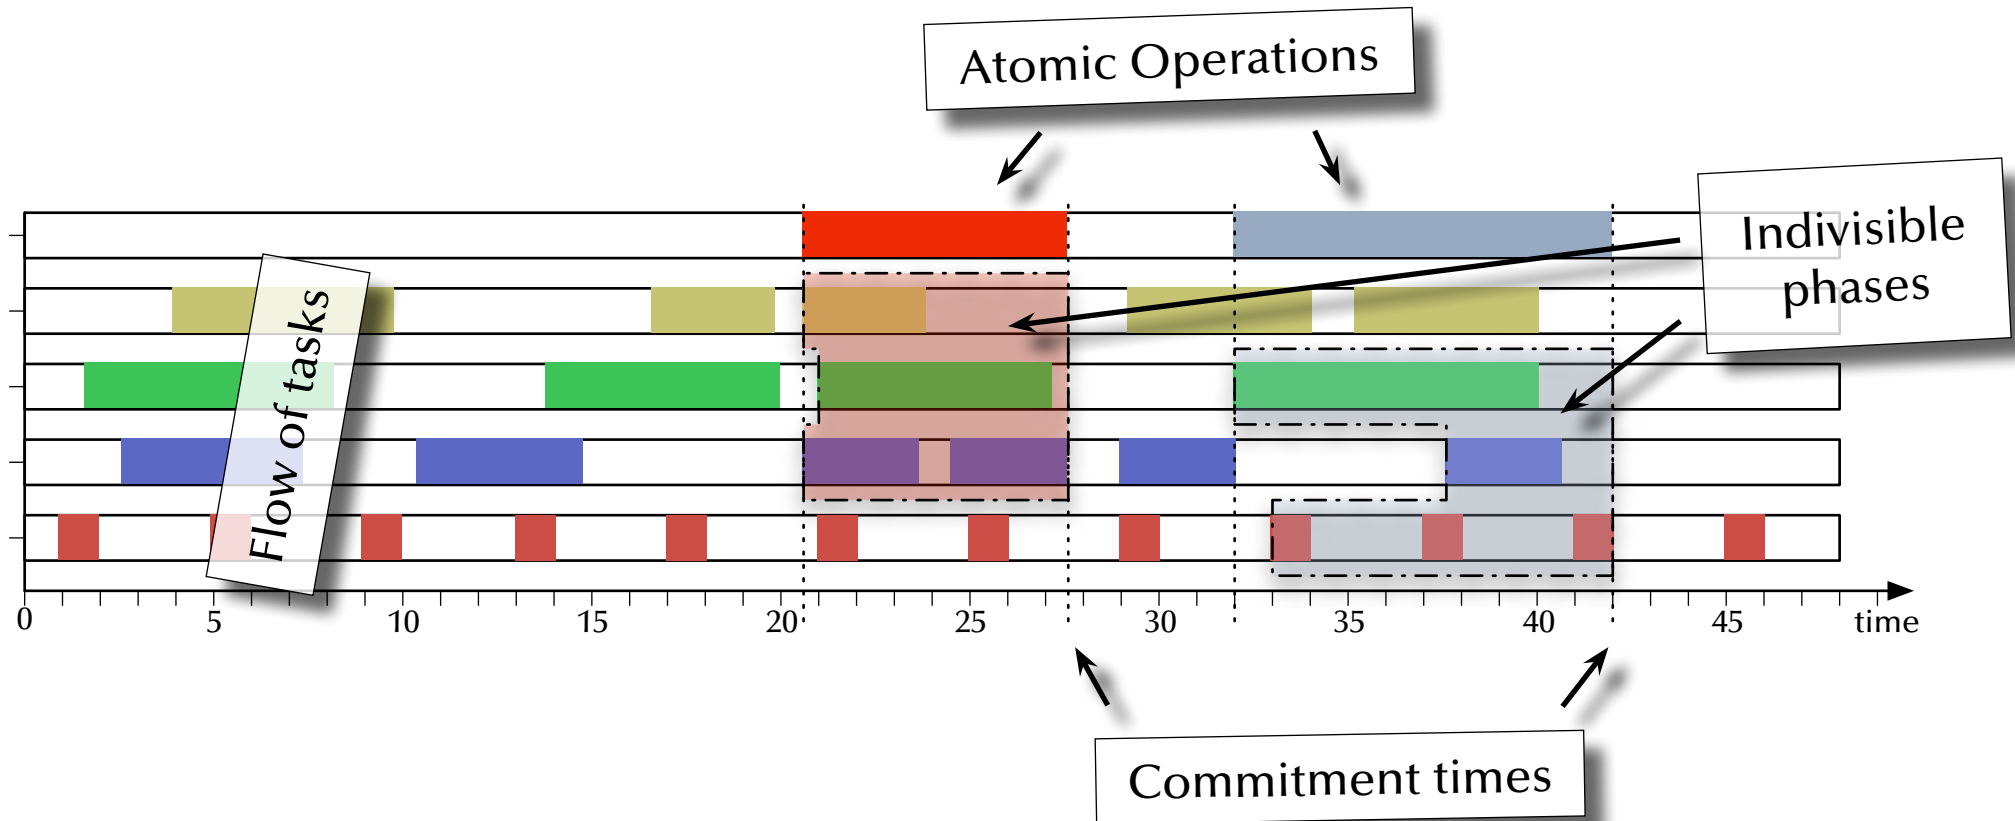 Atomic Operations
Indivisible
phases
Flow of tasks
0 5 10 15 20 25 30 35 40 45 time
Commitment times